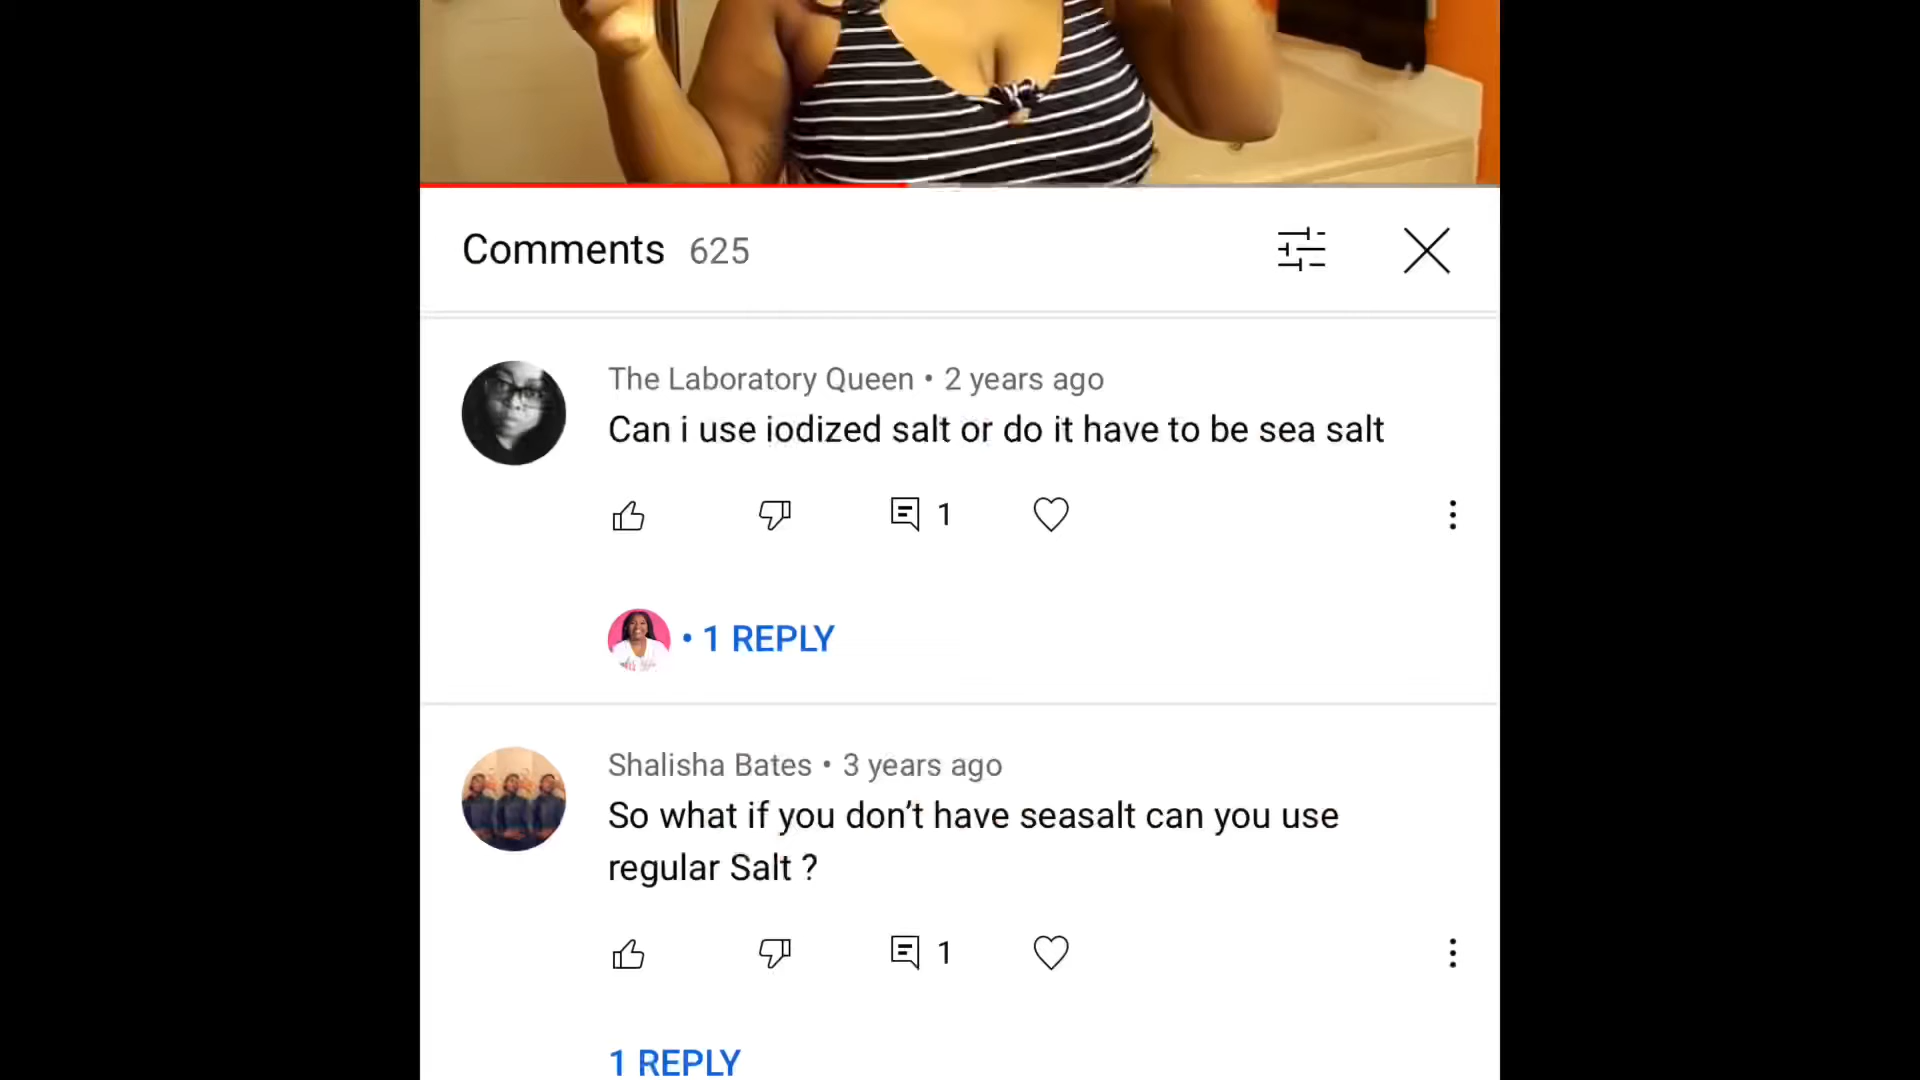 Comments 625
The Laboratory Queen • 2 years ago
Can i use iodized salt or do it have to be sea salt
1
• 1 REPLY
Shalisha Bates • 3 years ago
So what if you don’t have seasalt can you use
regular Salt ?
1
1 REPLY